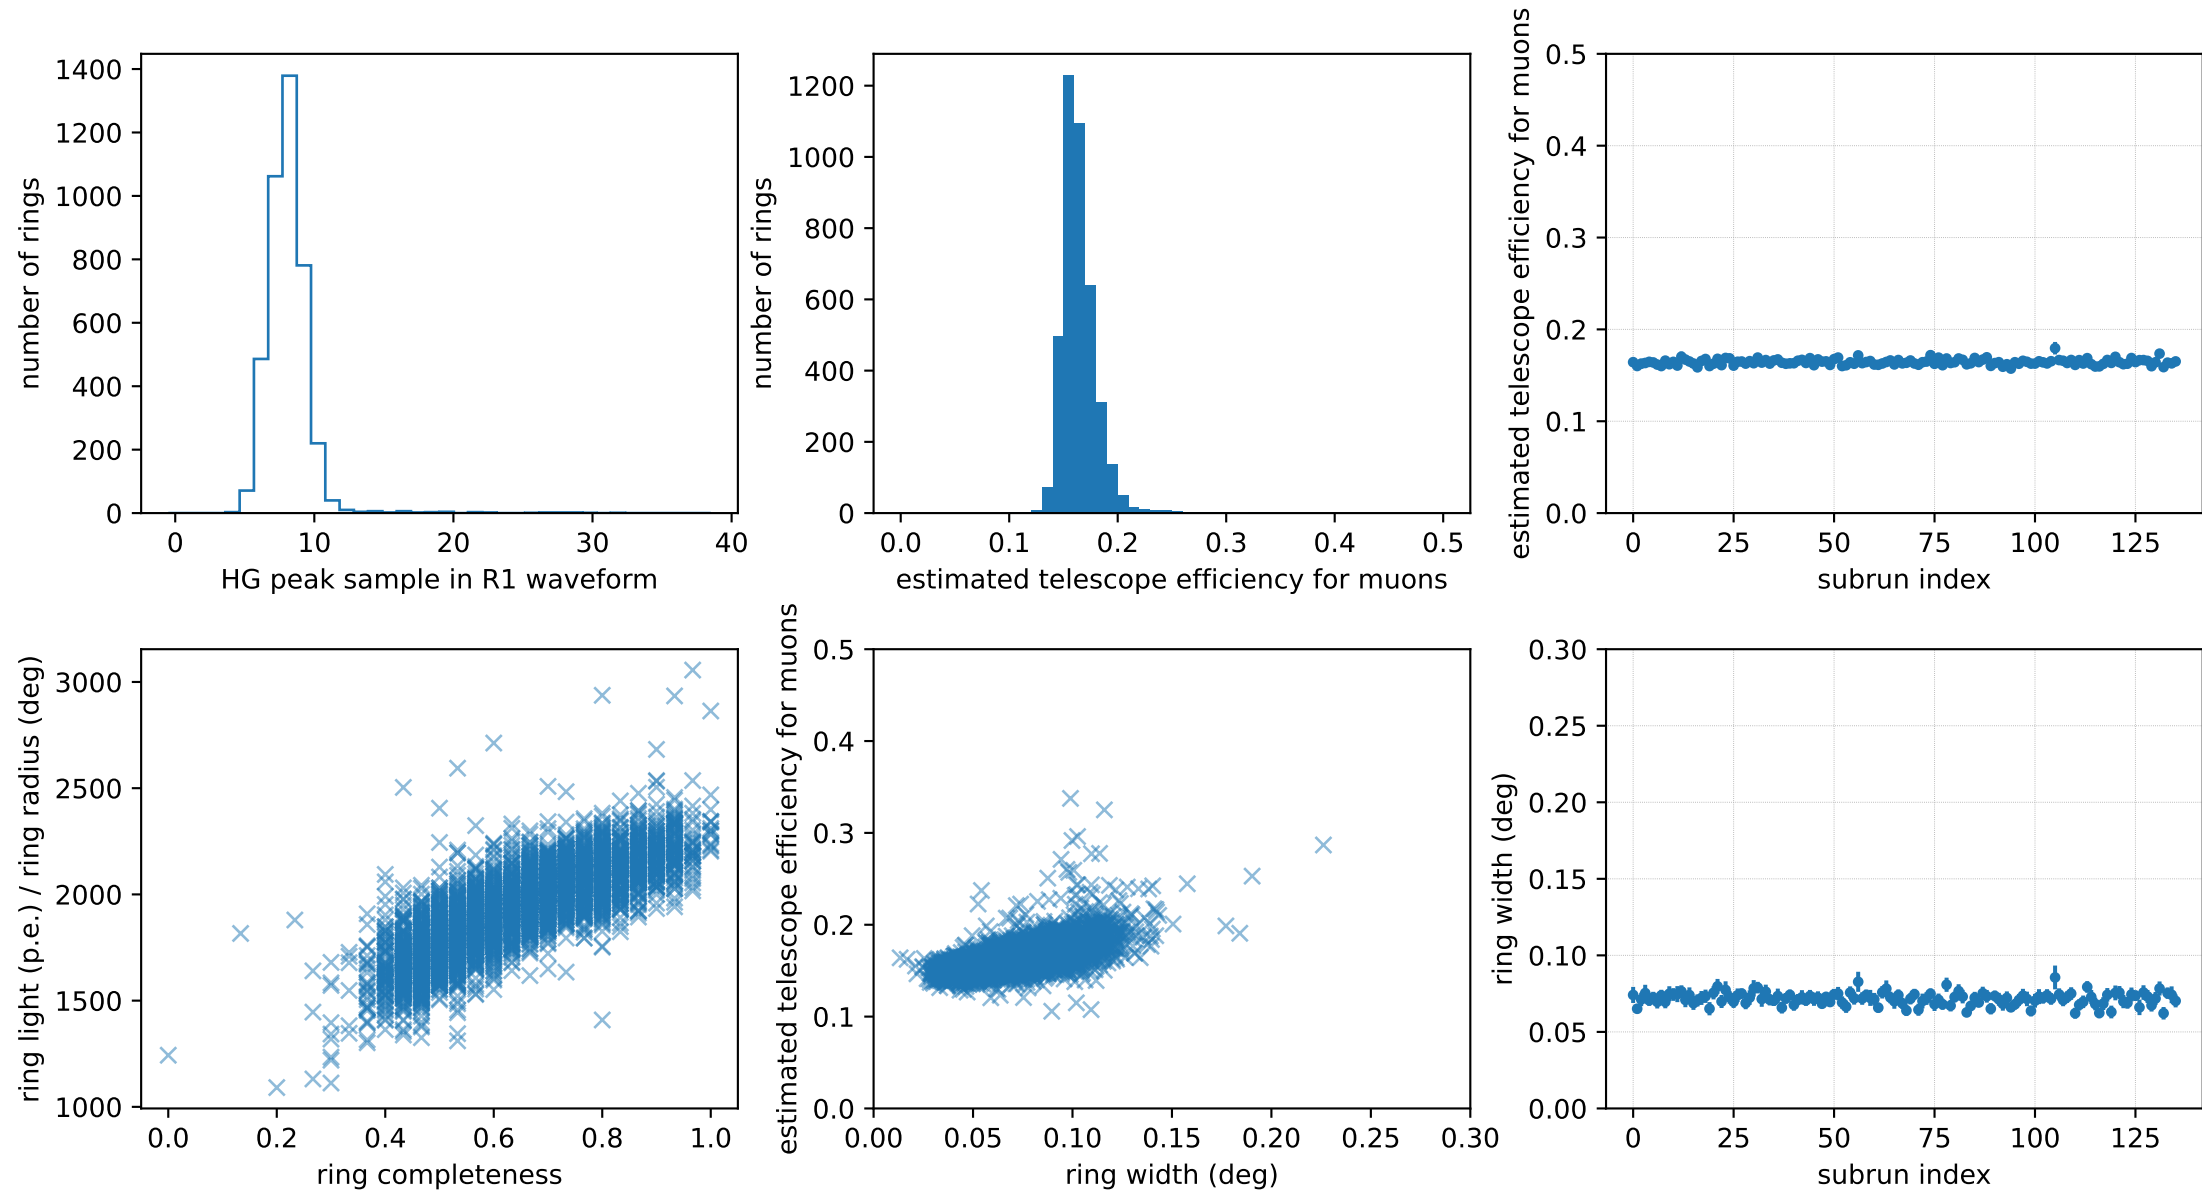 number of rings
1400
1200
1000
800
600
400
200
0
0 10 20 30 40
HG peak sample in R1 waveform
number of rings
1200
1000
800
600
400
200
0
0.0 0.1 0.2 0.3 0.4 0.5
estimated telescope efficiency for muons
estimated telescope efficiency for muons
0.5
0.4
0.3
0.2
0.1
0.0
0 25 50 75 100 125
subrun index
ring light (p.e.) / ring radius (deg)
3000
2500
2000
1500
1000
0.0 0.2 0.4 0.6 0.8 1.0
ring completeness
estimated telescope efficiency for muons
0.5
0.4
0.3
0.2
0.1
0.0
0.00 0.05 0.10 0.15 0.20 0.25 0.30
ring width (deg)
ring width (deg)
0.30
0.25
0.20
0.15
0.10
0.05
0.00
0 25 50 75 100 125
subrun index